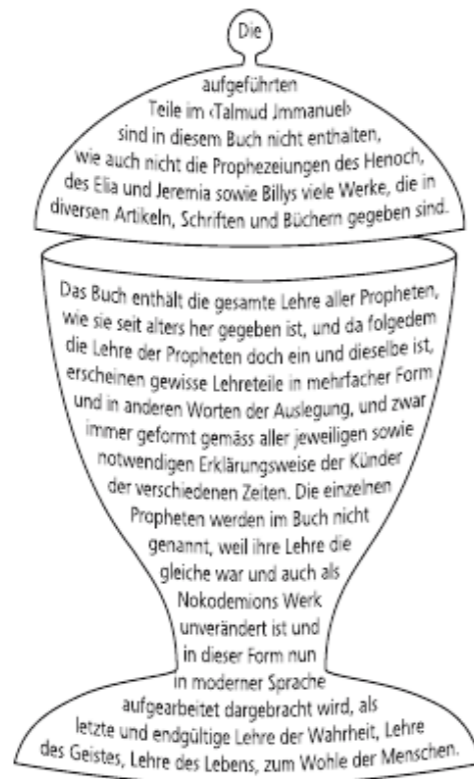 Die
aufgeführten
Teile im ‹Talmud Jmmanuel›
sind in diesem Buch nicht enthalten,
wie auch nicht die Prophezeiungen des Henoch,
des Elia und Jeremia sowie Billys viele Werke, die in
diversen Artikeln, Schriften und Büchern gegeben sind.
Das Buch enthält die gesamte Lehre aller Propheten,
wie sie seit alters her gegeben ist, und da folgedem
die Lehre der Propheten doch ein und dieselbe ist,
erscheinen gewisse Lehreteile in mehrfacher Form
und in anderen Worten der Auslegung, und zwar
immer geformt gemäss aller jeweiligen sowie
notwendigen Erklärungsweise der Künder
der verschiedenen Zeiten. Die einzelnen
Propheten werden im Buch nicht
genannt, weil ihre Lehre die
gleiche war und auch als
Nokodemions Werk
unverändert ist und
in dieser Form nun
in moderner Sprache
aufgearbeitet dargebracht wird, als
letzte und endgültige Lehre der Wahrheit, Lehre
des Geistes, Lehre des Lebens, zum Wohle der Menschen.